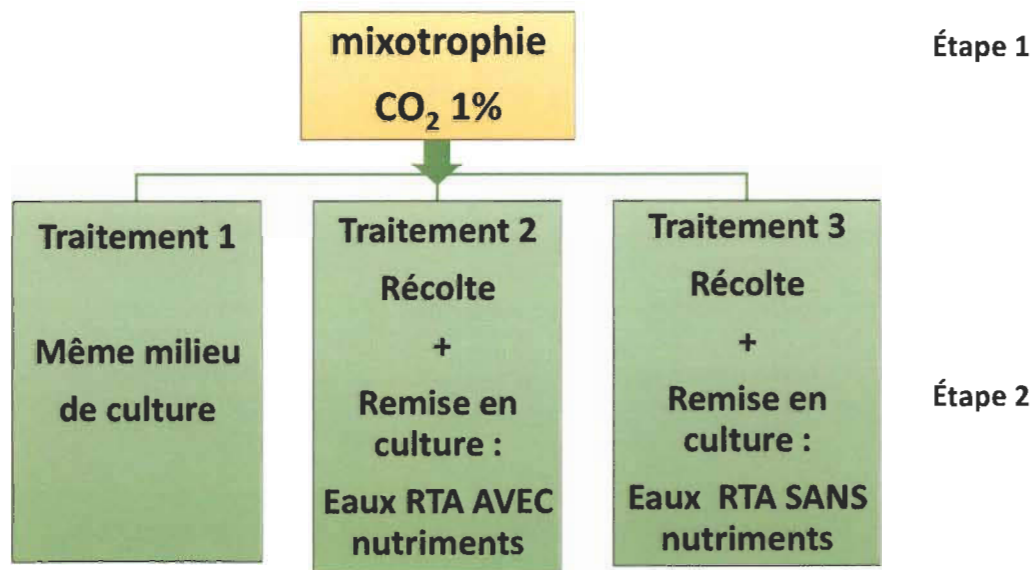 mixotrophie
CO₂ 1%
Étape 1
Traitement 1
Même milieu
de culture
Traitement 2
Récolte
+
Remise en
culture :
Eaux RTA AVEC
nutriments
Traitement 3
Récolte
+
Remise en
culture :
Eaux RTA SANS
nutriments
Étape 2